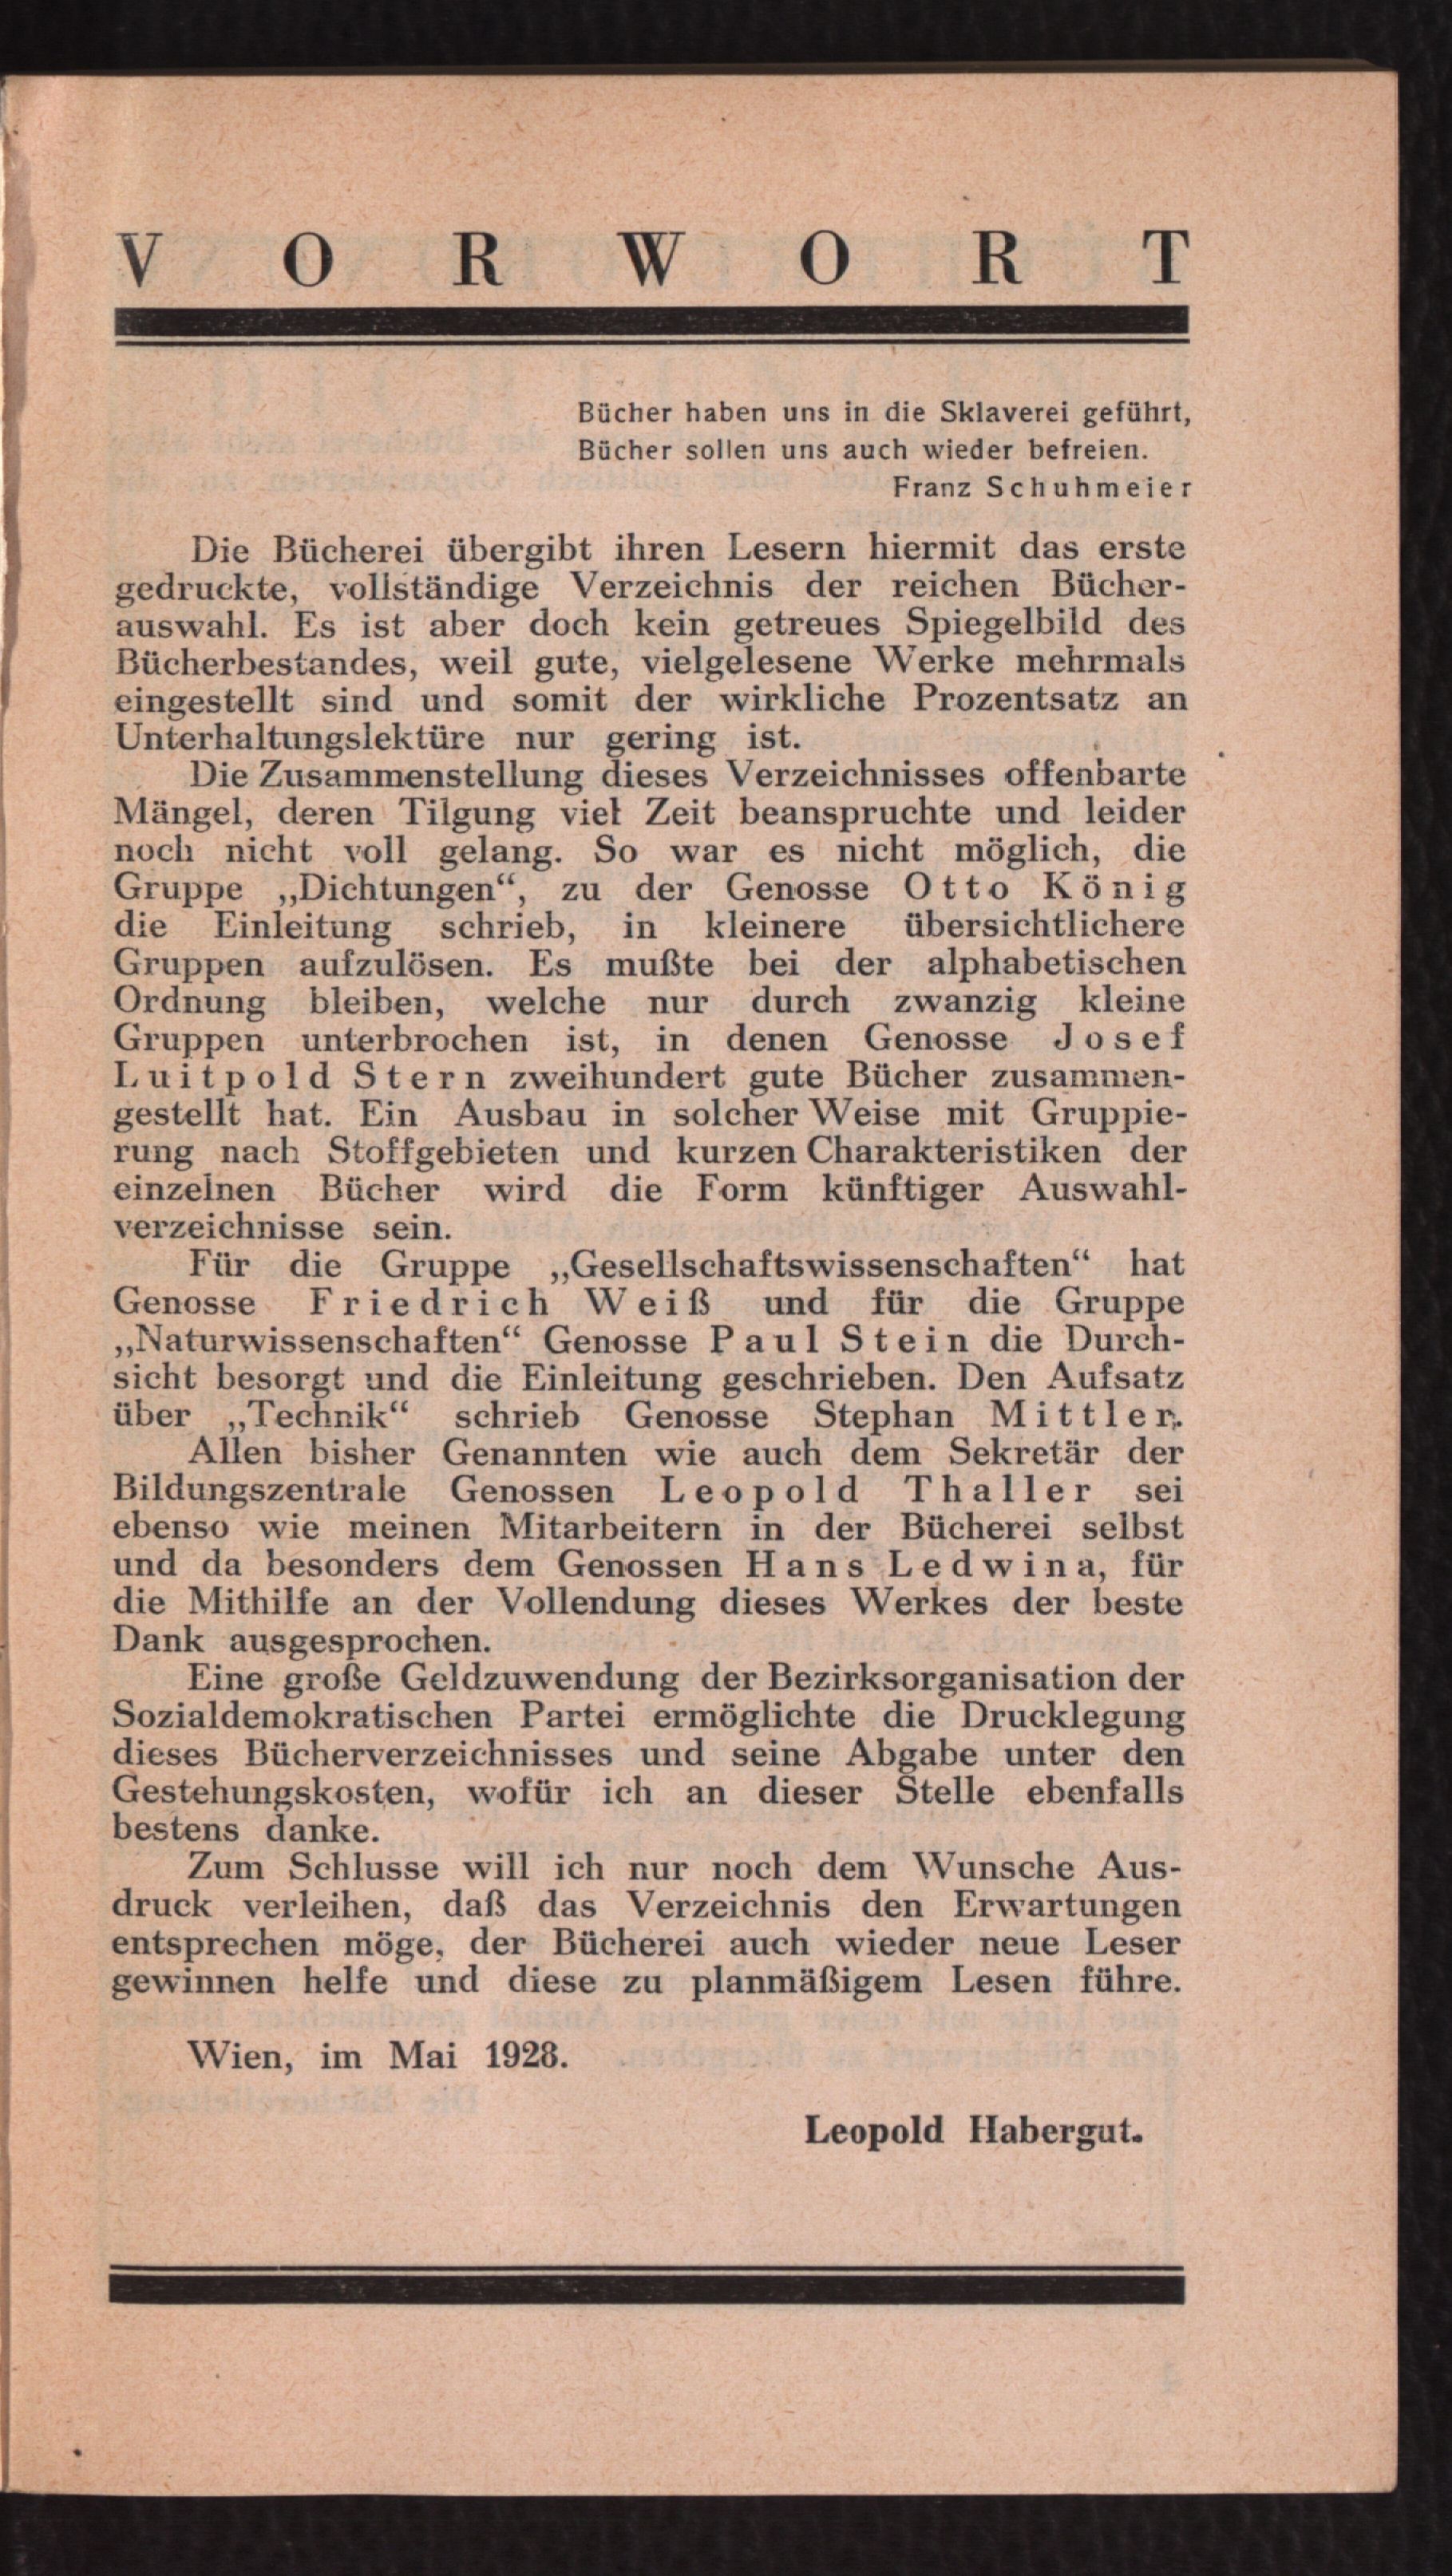 VORWORT
Bücher haben uns in die Sklaverei geführt,
Bücher sollen uns auch wieder befreien.
Franz Schuhmeier
Die Bücherei übergibt ihren Lesern hiermit das erste
gedruckte, vollständige Verzeichnis der reichen Bücher-
auswahl. Es ist aber doch kein getreues Spiegelbild des
Bücherbestandes, weil gute, vielgelesene Werke mehrmals
eingestellt sind und somit der wirkliche Prozentsatz an
Unterhaltungslektüre nur gering ist.
Die Zusammenstellung dieses Verzeichnisses offenbarte
Mängel, deren Tilgung viel Zeit beanspruchte und leider
noch nicht voll gelang. So war es nicht möglich, die
Gruppe „Dichtungen“, zu der Genosse Otto König
die Einleitung schrieb, in kleinere übersichtlichere
Gruppen aufzulösen. Es mußte bei der alphabetischen
Ordnung bleiben, welche nur durch zwanzig kleine
Gruppen unterbrochen ist, in denen Genosse Josef
Luitpold Stern zweihundert gute Bücher zusammen-
gestellt hat. Ein Ausbau in solcher Weise mit Gruppie-
rung nach Stoffgebieten und kurzen Charakteristiken der
einzelnen Bücher wird die Form künftiger Auswahl-
verzeichnisse sein.
Für die Gruppe „Gesellschaftswissenschaften“ hat
Genosse Friedrich Weiß und für die Gruppe
„Naturwissenschaften“ Genosse Paul Stein die Durch-
sicht besorgt und die Einleitung geschrieben. Den Aufsatz
über „Technik“ schrieb Genosse Stephan Mittler.
Allen bisher Genannten wie auch dem Sekretär der
Bildungszentrale Genossen Leopold Thaller sei
ebenso wie meinen Mitarbeitern in der Bücherei selbst
und da besonders dem Genossen Hans Ledwina, für
die Mithilfe an der Vollendung dieses Werkes der beste
Dank ausgesprochen.
Eine große Geldzuwendung der Bezirksorganisation der
Sozialdemokratischen Partei ermöglichte die Drucklegung
dieses Bücherverzeichnisses und seine Abgabe unter den
Gestehungskosten, wofür ich an dieser Stelle ebenfalls
bestens danke.
Zum Schlusse will ich nur noch dem Wunsche Aus-
druck verleihen, daß das Verzeichnis den Erwartungen
entsprechen möge, der Bücherei auch wieder neue Leser
gewinnen helfe und diese zu planmäßigem Lesen führe.
Wien, im Mai 1928.
Leopold Habergut.